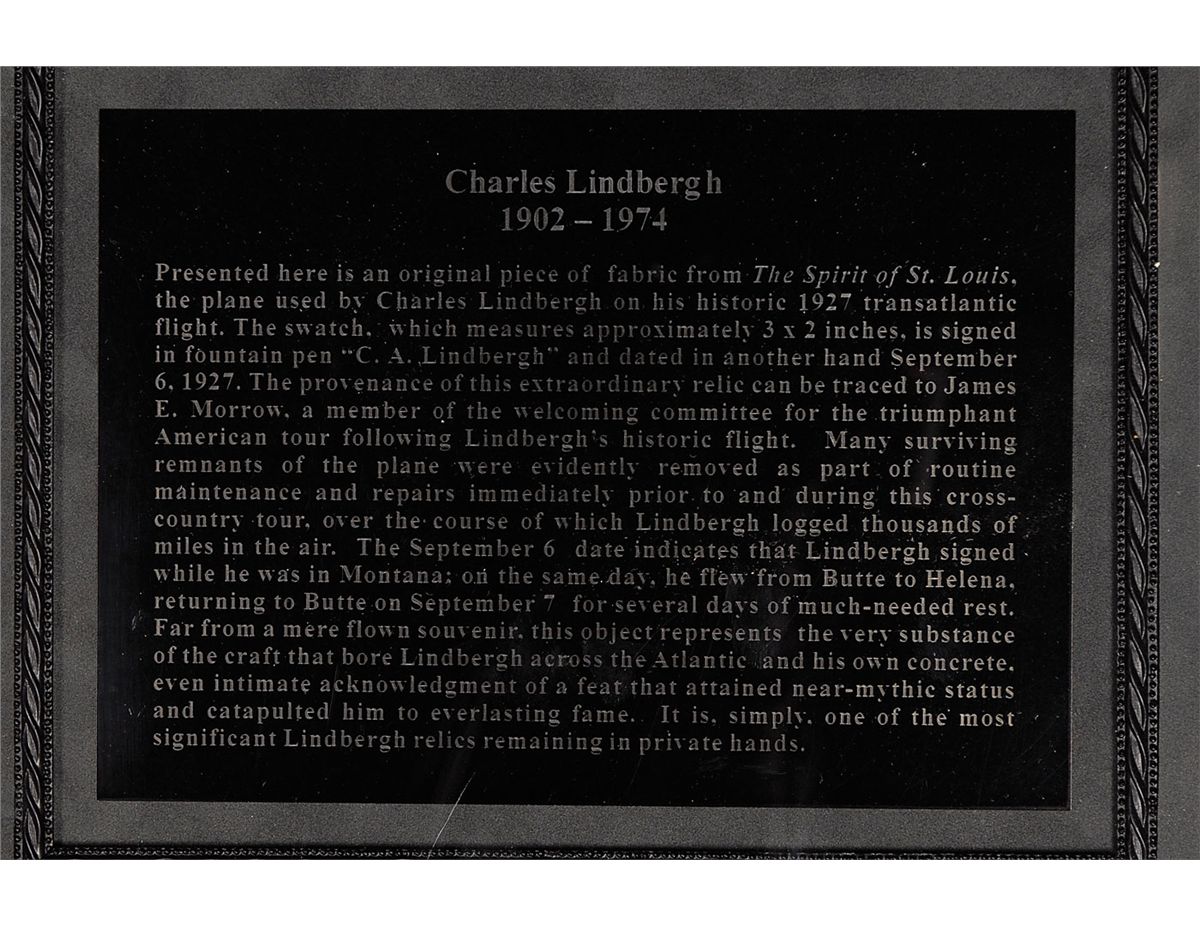 Charles Lindbergh
1902 – 1974
Presented here is an original piece of fabric from The Spirit of St. Louis,
the plane used by Charles Lindbergh on his historic 1927 transatlantic
flight. The swatch, which measures approximately 3 x 2 inches, is signed
in fountain pen “C. A. Lindbergh” and dated in another hand September
6, 1927. The provenance of this extraordinary relic can be traced to James
E. Morrow, a member of the welcoming committee for the triumphant
American tour following Lindbergh’s historic flight. Many surviving
remnants of the plane were evidently removed as part of routine
maintenance and repairs immediately prior to and during this cross-
country tour, over the course of which Lindbergh logged thousands of
miles in the air. The September 6 date indicates that Lindbergh signed
while he was in Montana; on the same day, he flew from Butte to Helena,
returning to Butte on September 7 for several days of much-needed rest.
Far from a mere flown souvenir, this object represents the very substance
of the craft that bore Lindbergh across the Atlantic and his own concrete,
even intimate acknowledgment of a feat that attained near-mythic status
and catapulted him to everlasting fame. It is, simply, one of the most
significant Lindbergh relics remaining in private hands.